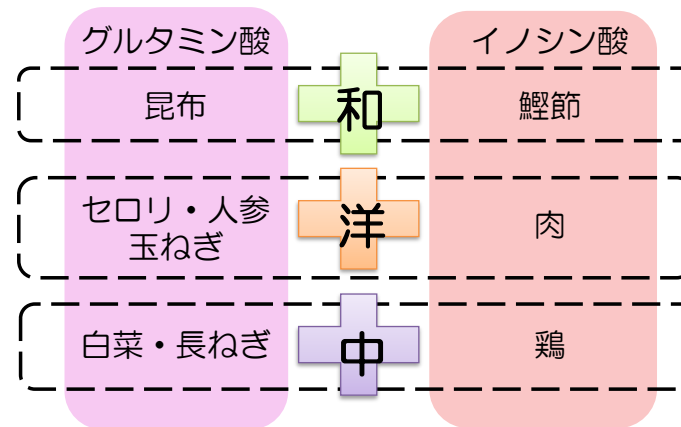 グルタミン酸
イノシン酸
昆布
和
鰹節
セロリ・人参
玉ねぎ
洋
肉
白菜・長ねぎ
中
鶏